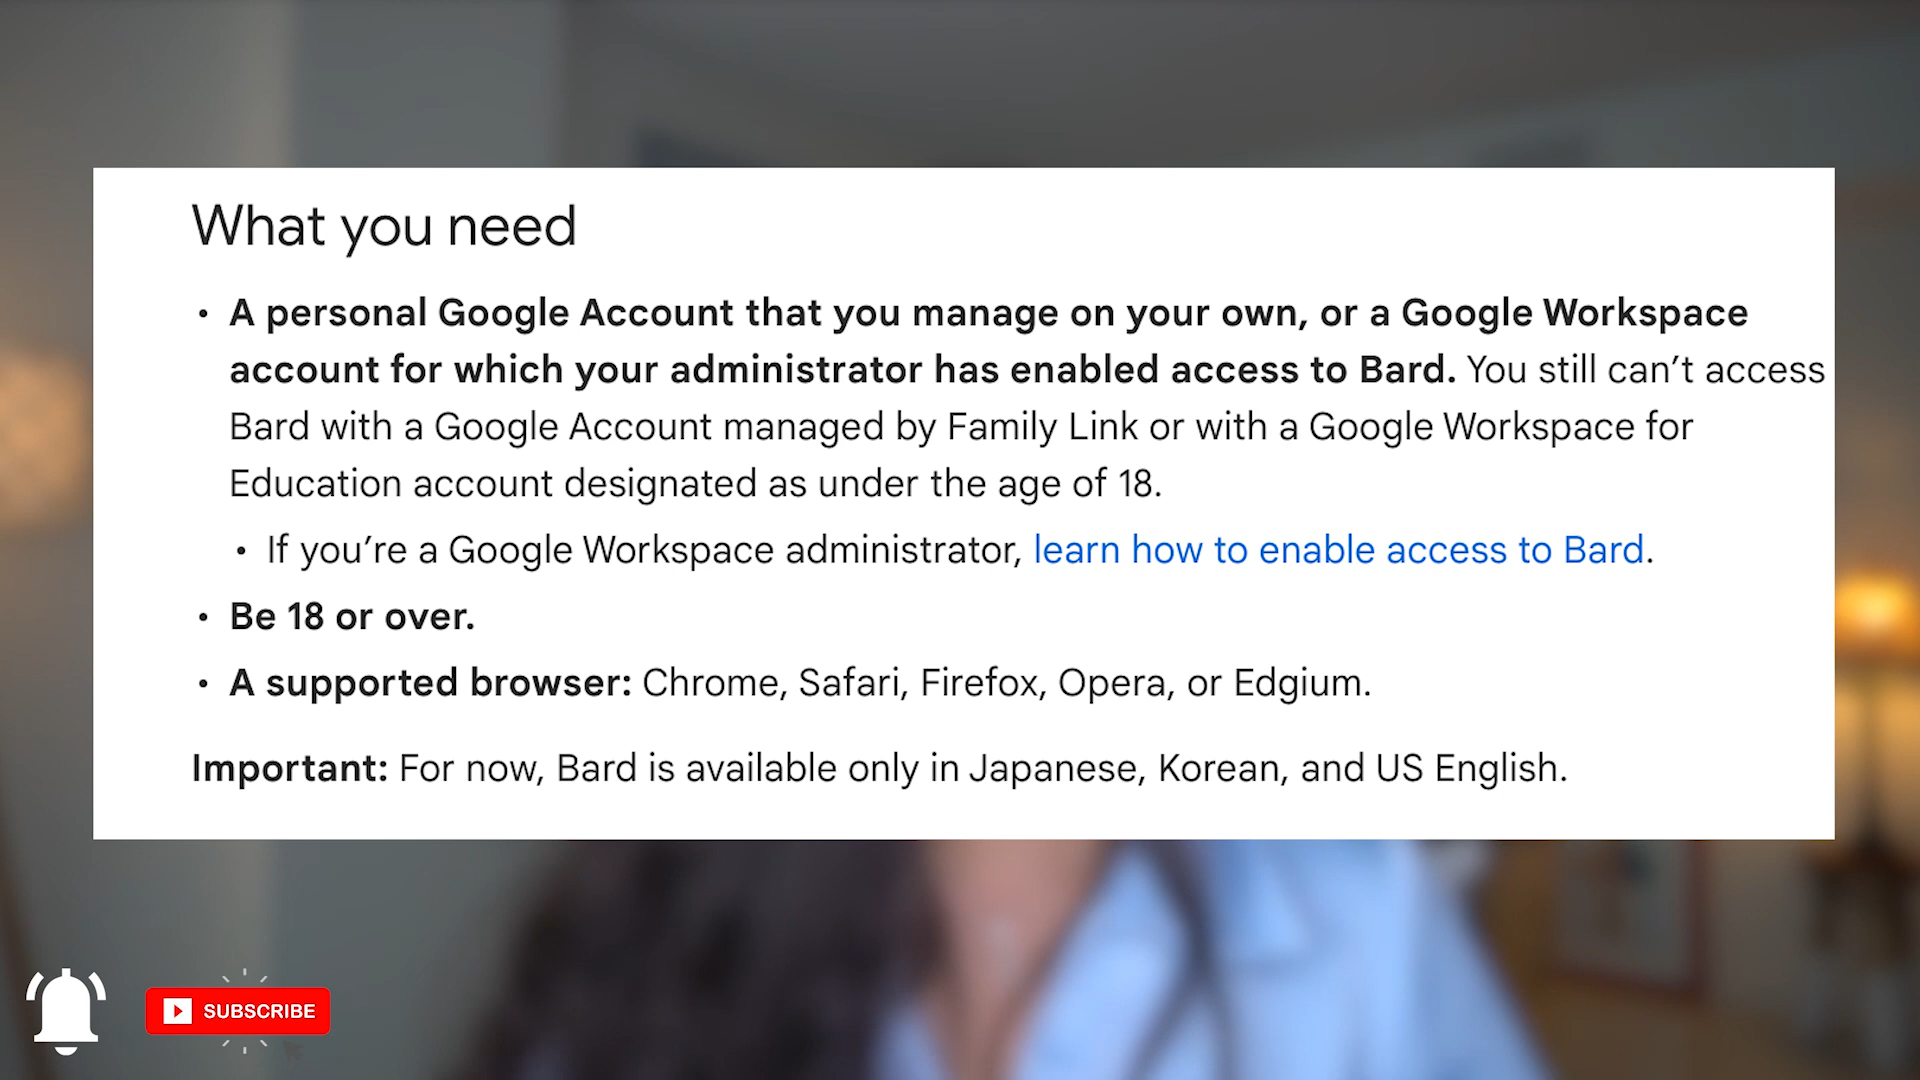 What you need
• A personal Google Account that you manage on your own, or a Google Workspace
account for which your administrator has enabled access to Bard. You still can’t access
Bard with a Google Account managed by Family Link or with a Google Workspace for
Education account designated as under the age of 18.
• If you’re a Google Workspace administrator, learn how to enable access to Bard.
• Be 18 or over.
• A supported browser: Chrome, Safari, Firefox, Opera, or Edgium.
Important: For now, Bard is available only in Japanese, Korean, and US English.
SUBSCRIBE